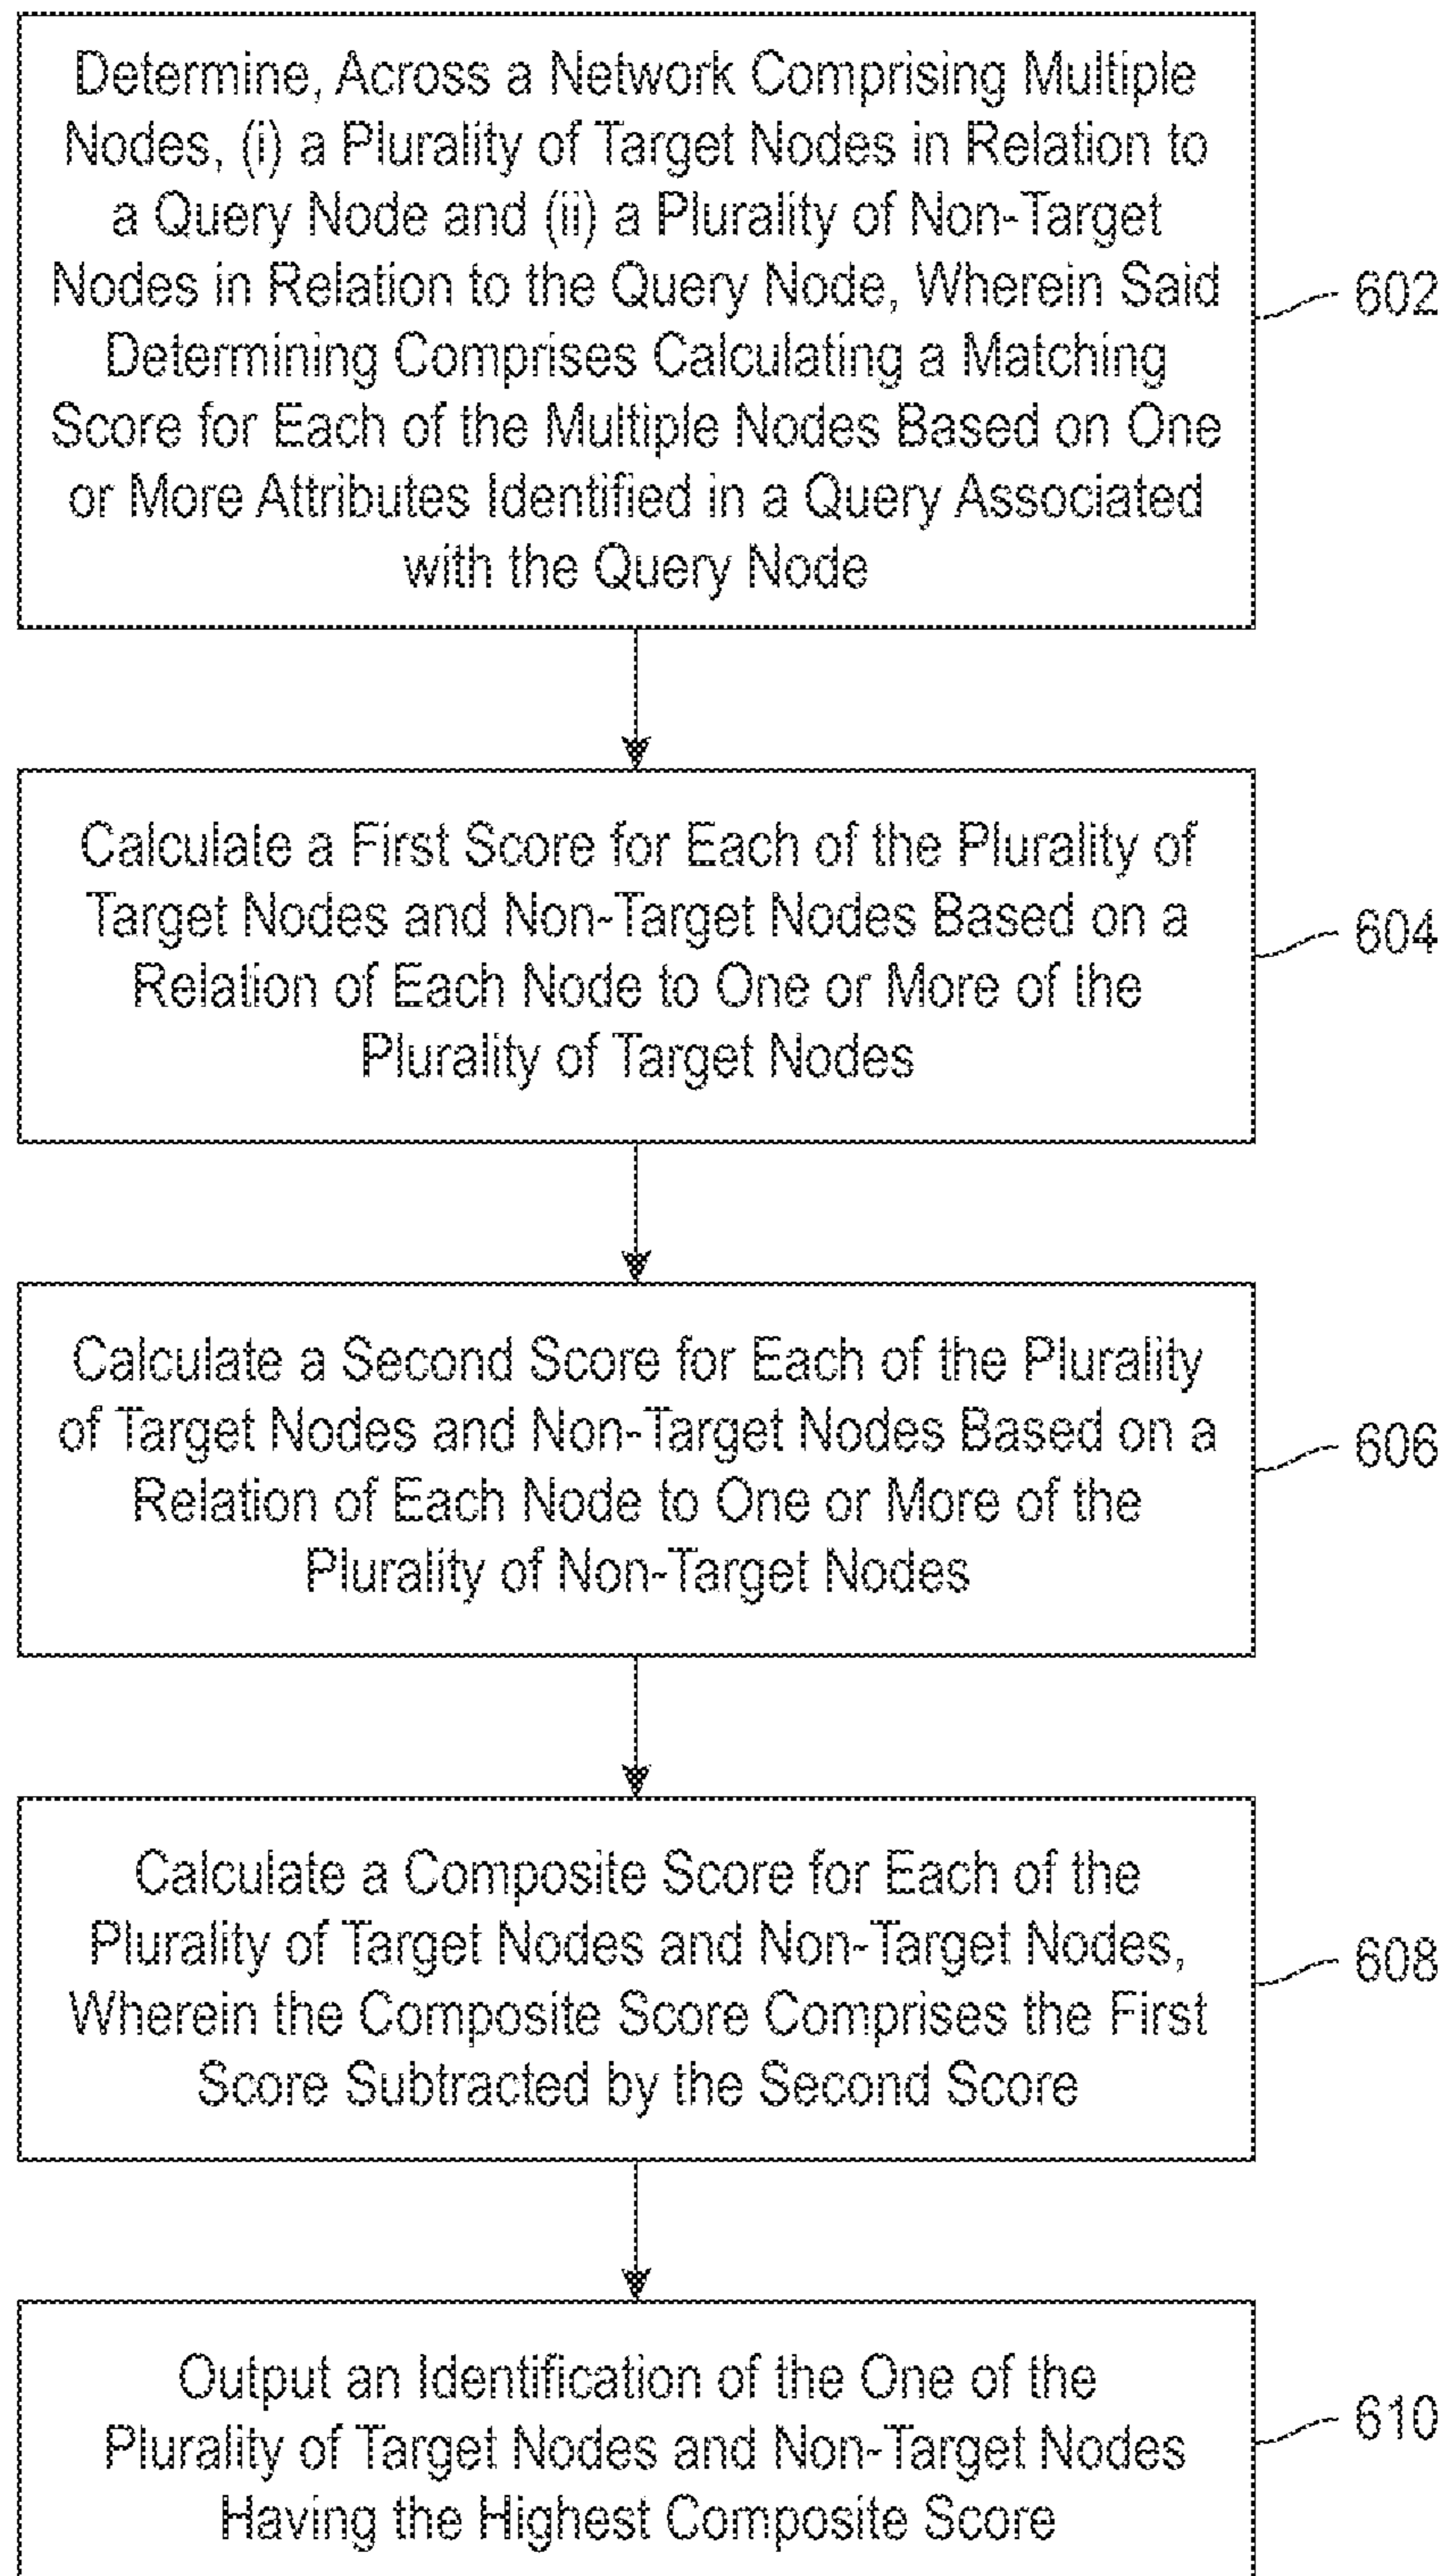 Determine, Across a Network Comprising Multiple
Nodes, (i) a Plurality of Target Nodes in Relation to
a Query Node and (ii) a Plurality of Non-Target
Nodes in Relation to the Query Node, Wherein Said
Determining Comprises Calculating a Matching
Score for Each of the Multiple Nodes Based on One
or More Attributes Identified in a Query Associated
with the Query Node
602
Calculate a First Score for Each of the Plurality of
Target Nodes and Non-Target Nodes Based on a
Relation of Each Node to One or More of the
Plurality of Target Nodes
604
Calculate a Second Score for Each of the Plurality
of Target Nodes and Non-Target Nodes Based on a
Relation of Each Node to One or More of the
Plurality of Non-Target Nodes
606
Calculate a Composite Score for Each of the
Plurality of Target Nodes and Non-Target Nodes,
Wherein the Composite Score Comprises the First
Score Subtracted by the Second Score
608
Output an Identification of the One of the
Plurality of Target Nodes and Non-Target Nodes
Having the Highest Composite Score
610